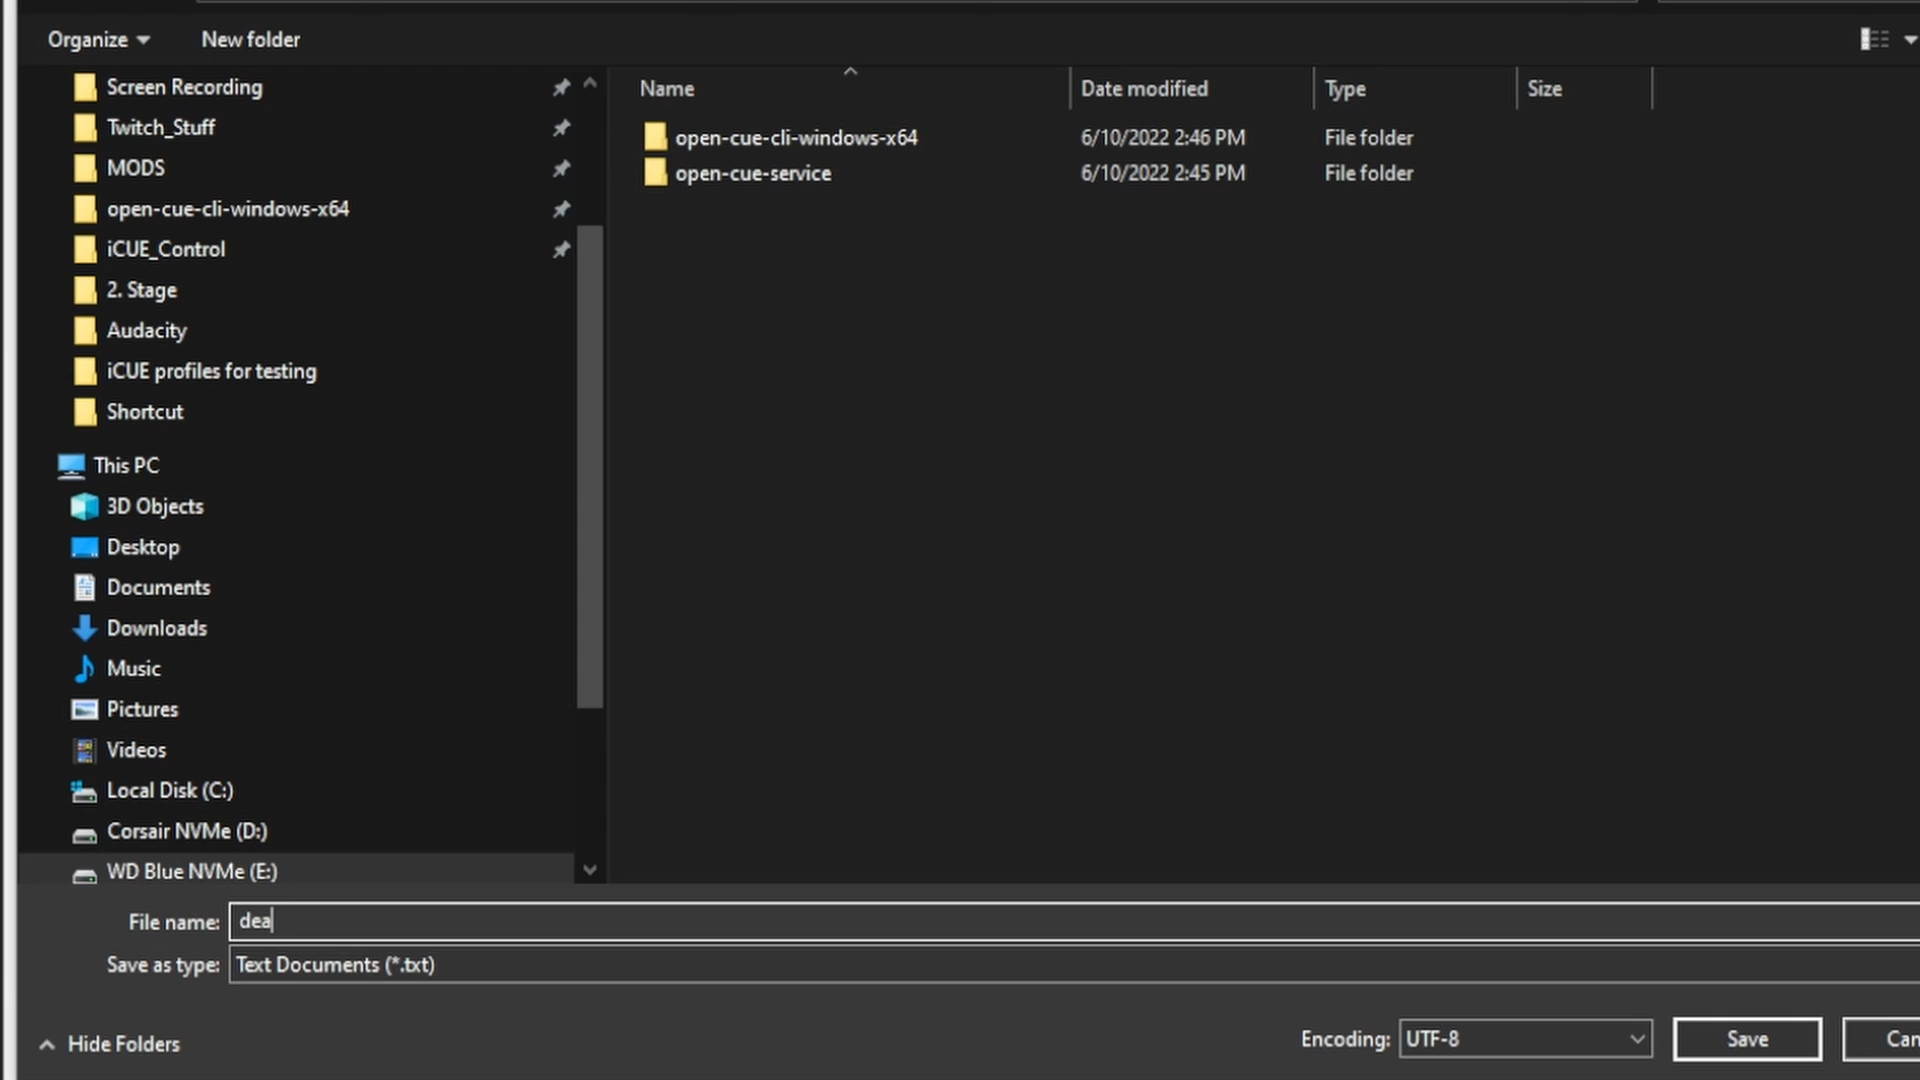 Organize
New folder
Screen Recording
Twitch_Stuff
MODS
open-cue-cli-windows-x64
iCUE_Control
2. Stage
Audacity
iCUE profiles for testing
Shortcut
This PC
3D Objects
Desktop
Documents
Downloads
Music
Pictures
Videos
Local Disk (C:)
Corsair NVMe (D:)
WD Blue NVMe (E:)
Name Date modified Type Size
open-cue-cli-windows-x64 6/10/2022 2:46 PM File folder
open-cue-service 6/10/2022 2:45 PM File folder
File name: dea
Save as type: Text Documents (*.txt)
Hide Folders
Encoding: UTF-8 Save Can